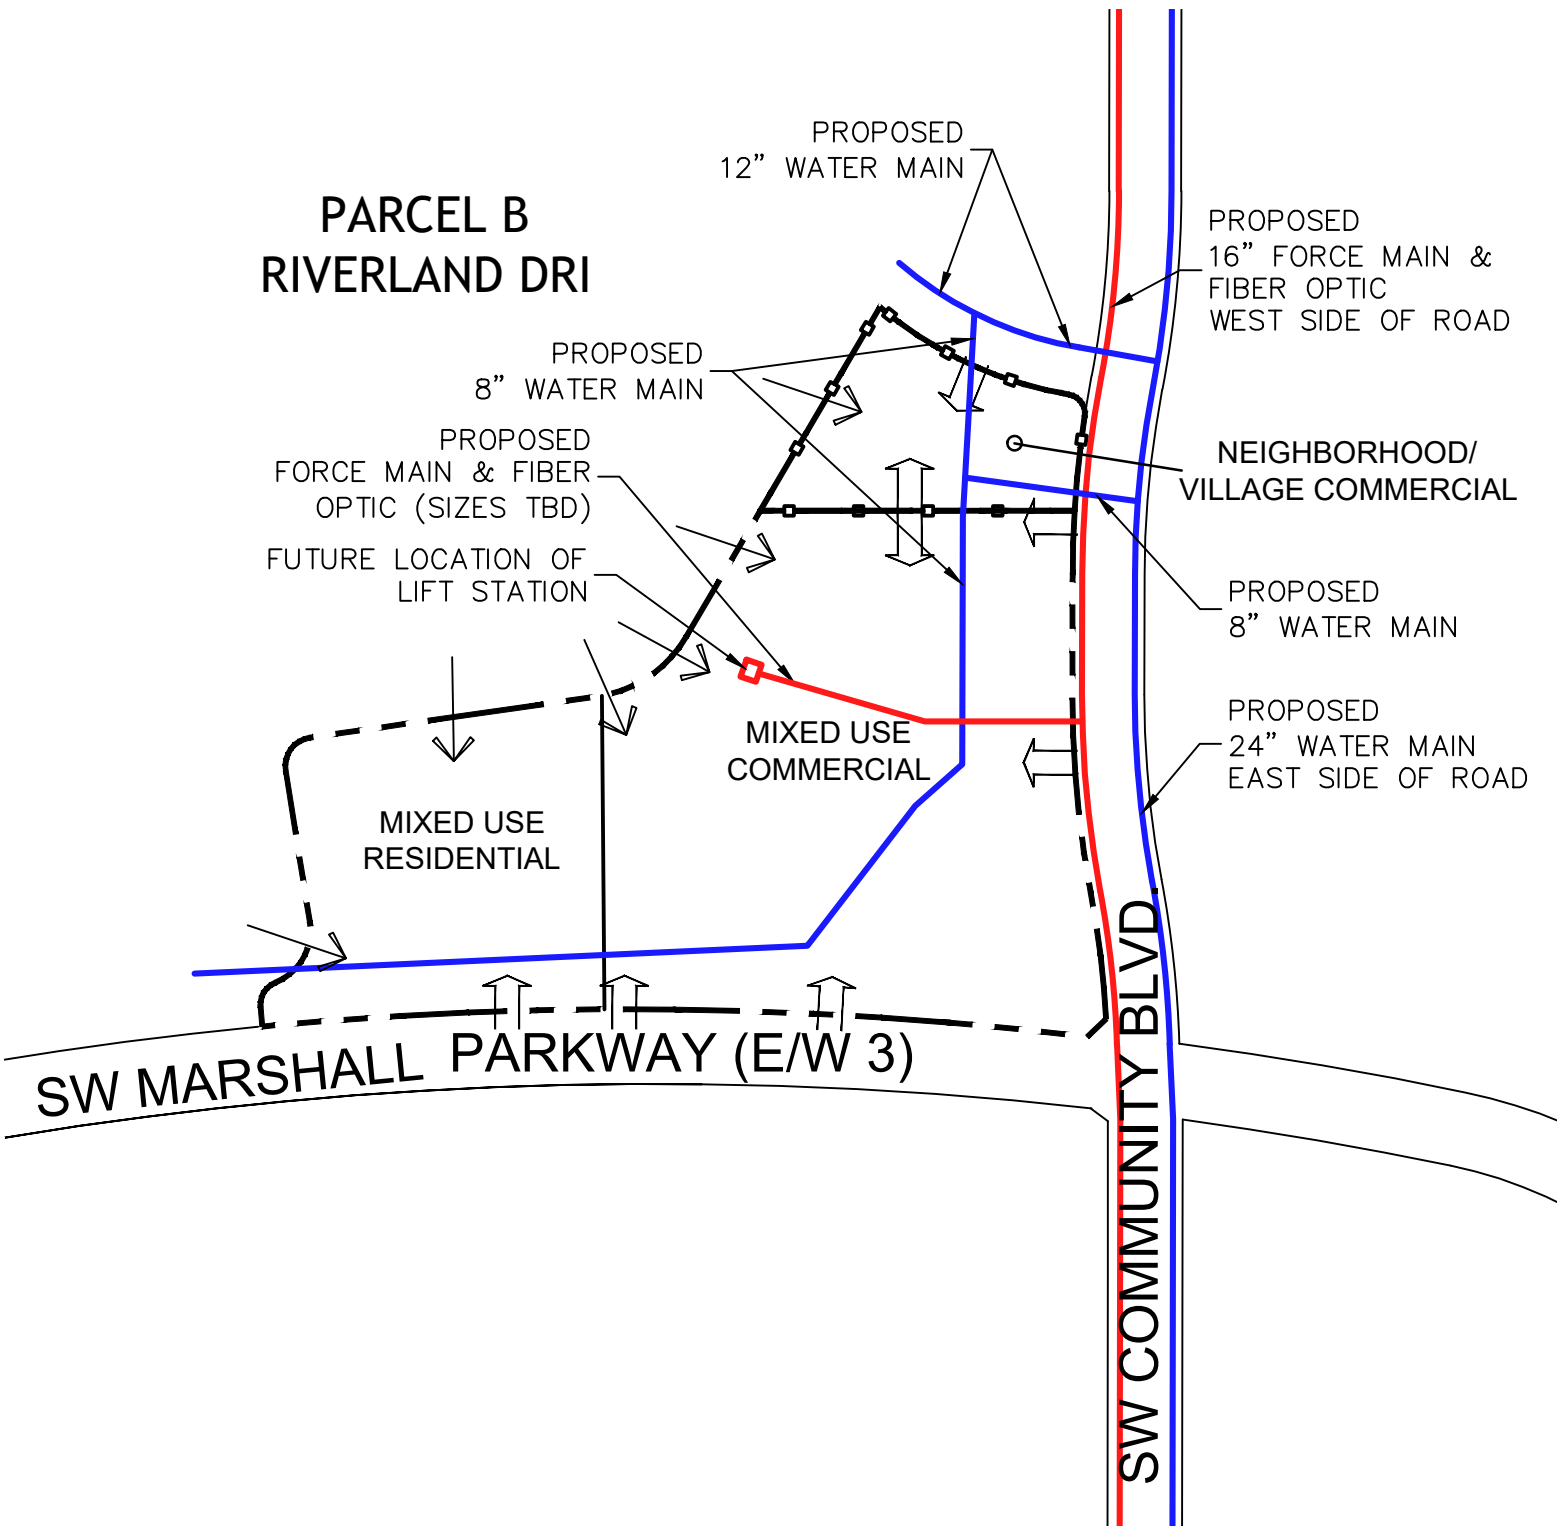 PROPOSED
12” WATER MAIN
PARCEL B
RIVERLAND DRI
PROPOSED
16” FORCE MAIN &
FIBER OPTIC
WEST SIDE OF ROAD
PROPOSED
8” WATER MAIN
PROPOSED
FORCE MAIN & FIBER
OPTIC (SIZES TBD)
NEIGHBORHOOD/
VILLAGE COMMERCIAL
FUTURE LOCATION OF
LIFT STATION
PROPOSED
8” WATER MAIN
PROPOSED
24” WATER MAIN
EAST SIDE OF ROAD
MIXED USE
COMMERCIAL
MIXED USE
RESIDENTIAL
SW MARSHALL PARKWAY (E/W 3)
SW COMMUNITY BLVD.